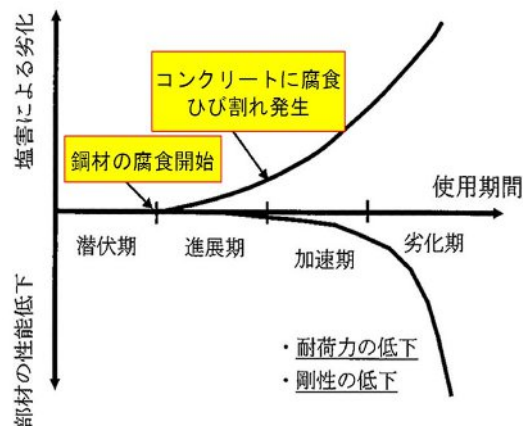 塩害による劣化
コンクリートに腐食
ひび割れ発生
鋼材の腐食開始
使用期間
潜伏期
進展期
加速期
劣化期
部材の性能低下
・耐荷力の低下
・剛性の低下